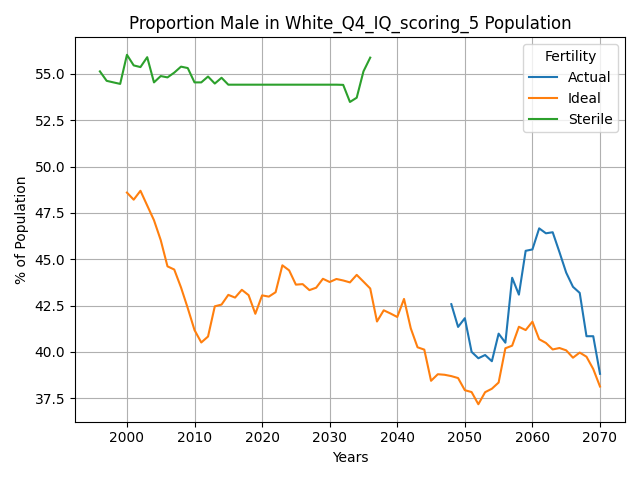 Proportion Male in White_Q4_IQ_scoring_5 Population
Fertility
Actual
Ideal
Sterile
% of Population
55.0
52.5
50.0
47.5
45.0
42.5
40.0
37.5
2000 2010 2020 2030 2040 2050 2060 2070
Years